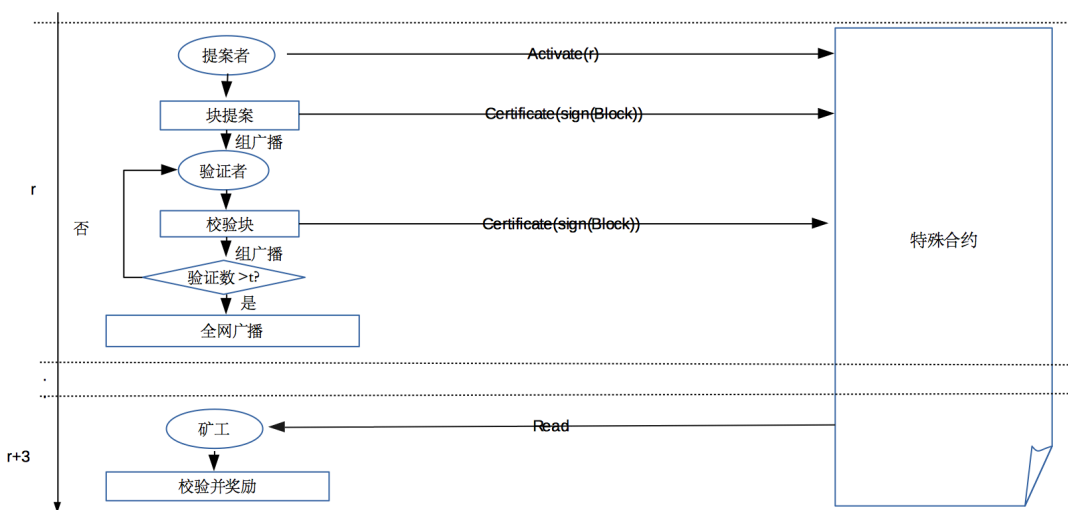 提案者
Activate(r)
块提案
Certificate(sign(Block))
组广播
验证者
r
否
校验块
Certificate(sign(Block))
特殊合约
组广播
验证数 >t?
是
全网广播
矿工
Read
r+3
校验并奖励